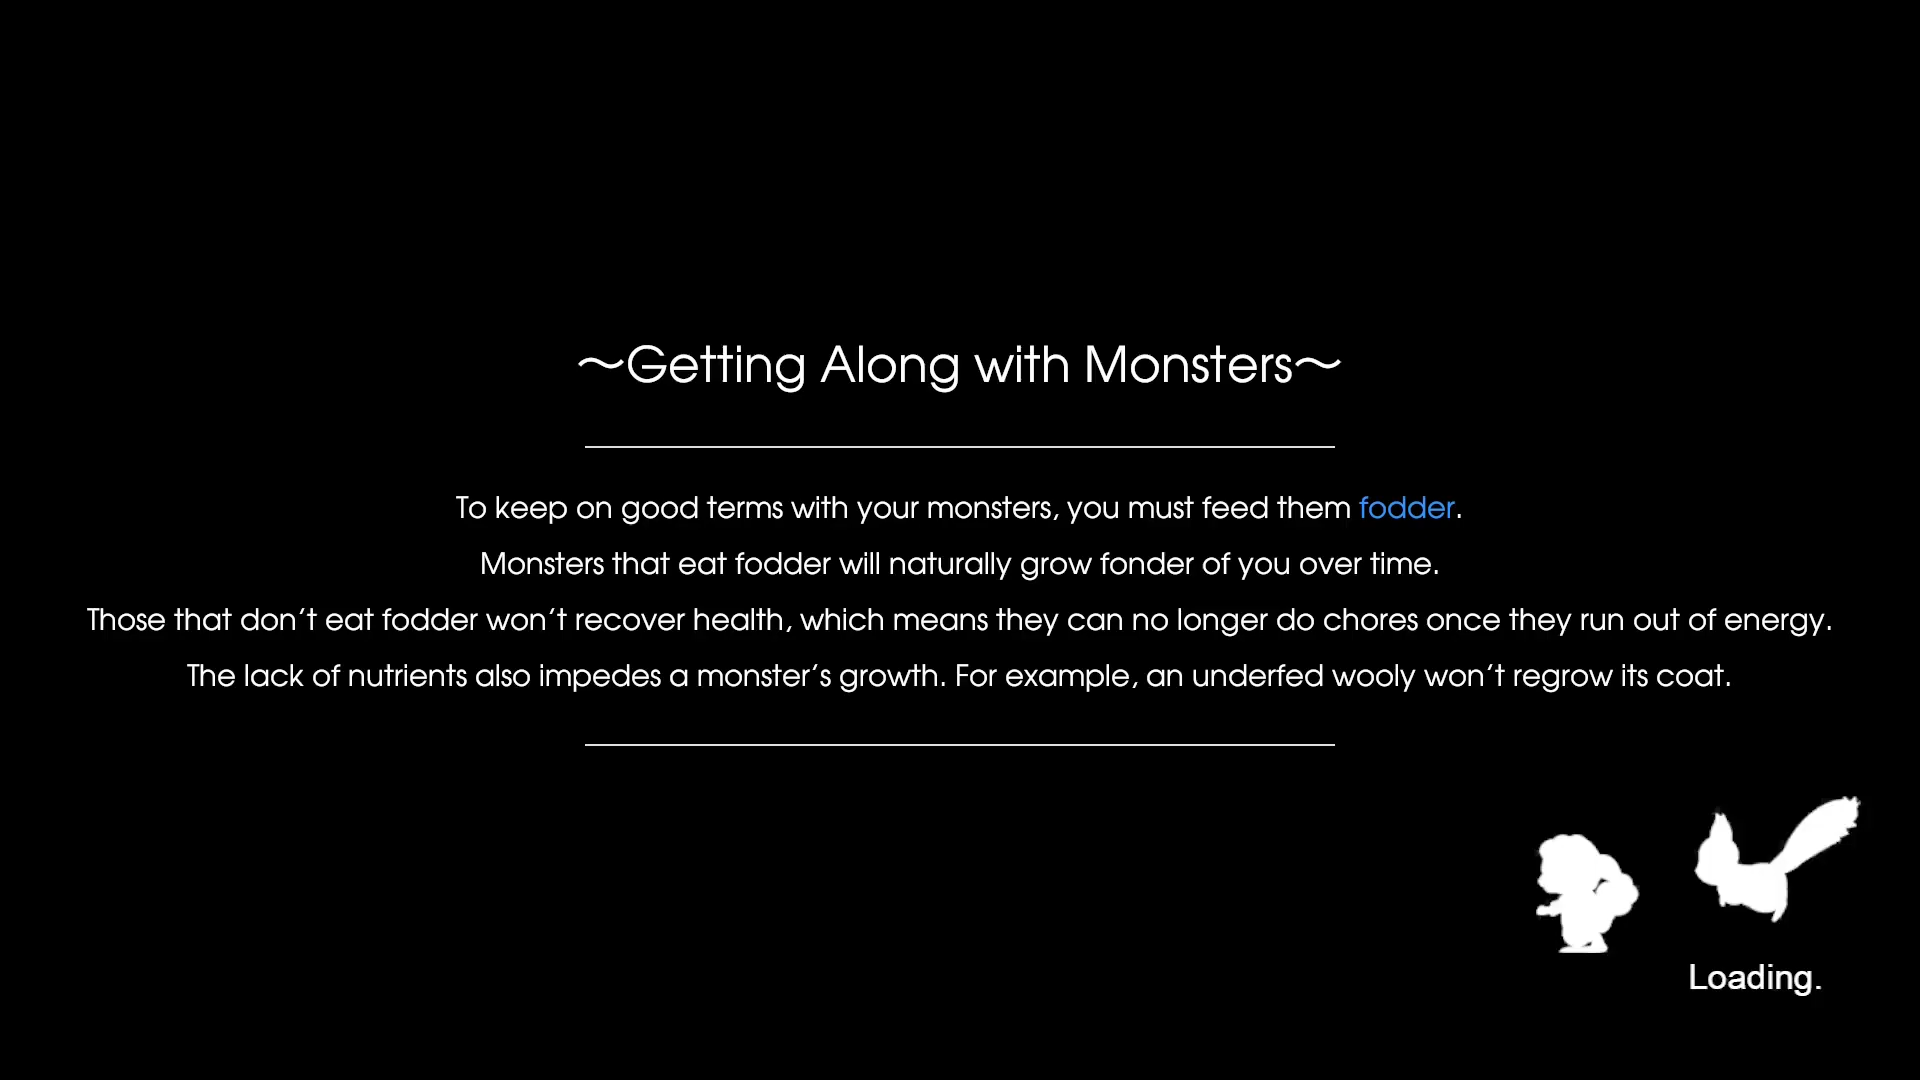 ～Getting Along with Monsters～
To keep on good terms with your monsters, you must feed them fodder.
Monsters that eat fodder will naturally grow fonder of you over time.
Those that don’t eat fodder won’t recover health, which means they can no longer do chores once they run out of energy.
The lack of nutrients also impedes a monster’s growth. For example, an underfed wooly won’t regrow its coat.
Loading.